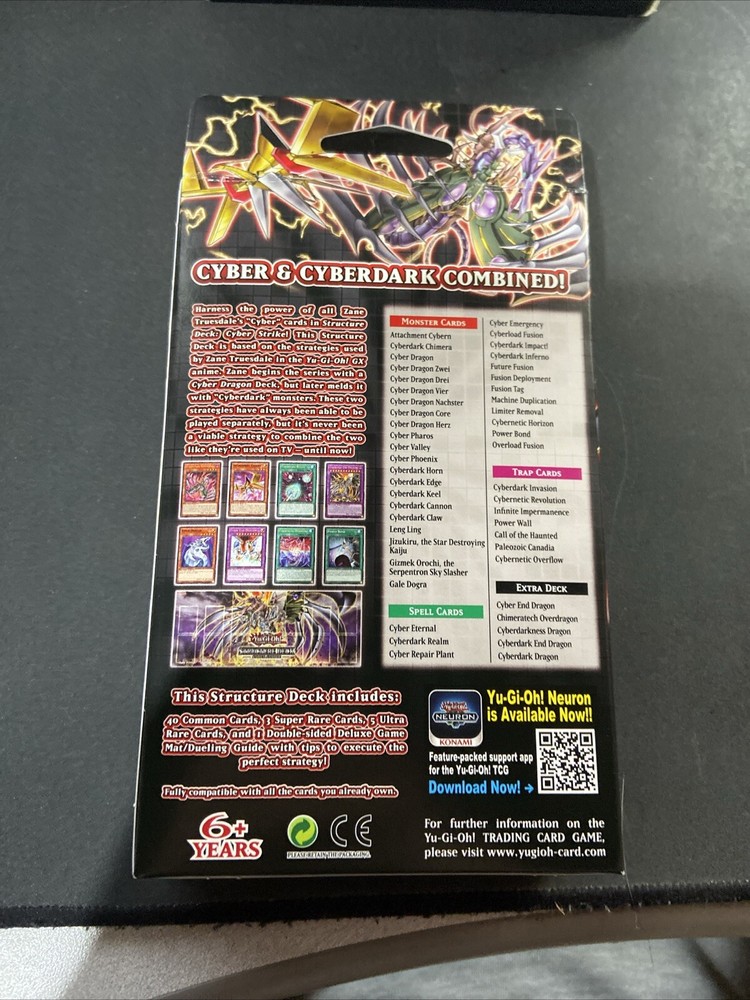 CYBER & CYBERDARK COMBINED!
Harness the power of all Zane
Truesdale's "Cyber" cards in Structure
Deck: Cyber Strike! This Structure
Deck is based on the strategies used
by Zane Truesdale in the Yu-Gi-Oh! GX
anime. Zane begins the series with a
Cyber Dragon Deck, but later melds it
with "Cyberdark" monsters. These two
strategies have always been able to be
played separately, but it's never been
a viable strategy to combine the two
like they're used on TV – until now!
MONSTER CARDS
Attachment Cybern
Cyberdark Chimera
Cyber Dragon
Cyber Dragon Zwei
Cyber Dragon Drei
Cyber Dragon Vier
Cyber Dragon Nachster
Cyber Dragon Core
Cyber Dragon Herz
Cyber Pharos
Cyber Valley
Cyber Phoenix
Cyberdark Horn
Cyberdark Edge
Cyberdark Keel
Cyberdark Cannon
Cyberdark Claw
Leng Ling
Jizukiru, the Star Destroying
Kaiju
Gizmek Orochi, the
Serpentron Sky Slasher
Gale Dogra
SPELL CARDS
Cyber Eternal
Cyberdark Realm
Cyber Repair Plant
Cyber Emergency
Cyberload Fusion
Cyberdark Impact!
Cyberdark Inferno
Future Fusion
Fusion Deployment
Fusion Tag
Machine Duplication
Limiter Removal
Cybernetic Horizon
Power Bond
Overload Fusion
TRAP CARDS
Cyberdark Invasion
Cybernetic Revolution
Infinite Impermanence
Power Wall
Call of the Haunted
Paleozoic Canadia
Cybernetic Overflow
EXTRA DECK
Cyber End Dragon
Chimeratech Overdragon
Cyberdarkness Dragon
Cyberdark End Dragon
Cyberdark Dragon
Yu-Gi-Oh!
This Structure Deck includes:
40 Common Cards, 3 Super Rare Cards, 5 Ultra
Rare Cards, and 1 Double-sided Deluxe Game
Mat/Dueling Guide with tips to execute the
perfect strategy!
Fully compatible with all the cards you already own.
NEURON
KONAMI
Yu-Gi-Oh! Neuron
is Available Now!!
Feature-packed support app
for the Yu-Gi-Oh! TCG
Download Now! →
6+
YEARS
CE
PLEASE RETAIN THE PACKAGING.
For further information on the
Yu-Gi-Oh! TRADING CARD GAME,
please visit www.yugioh-card.com